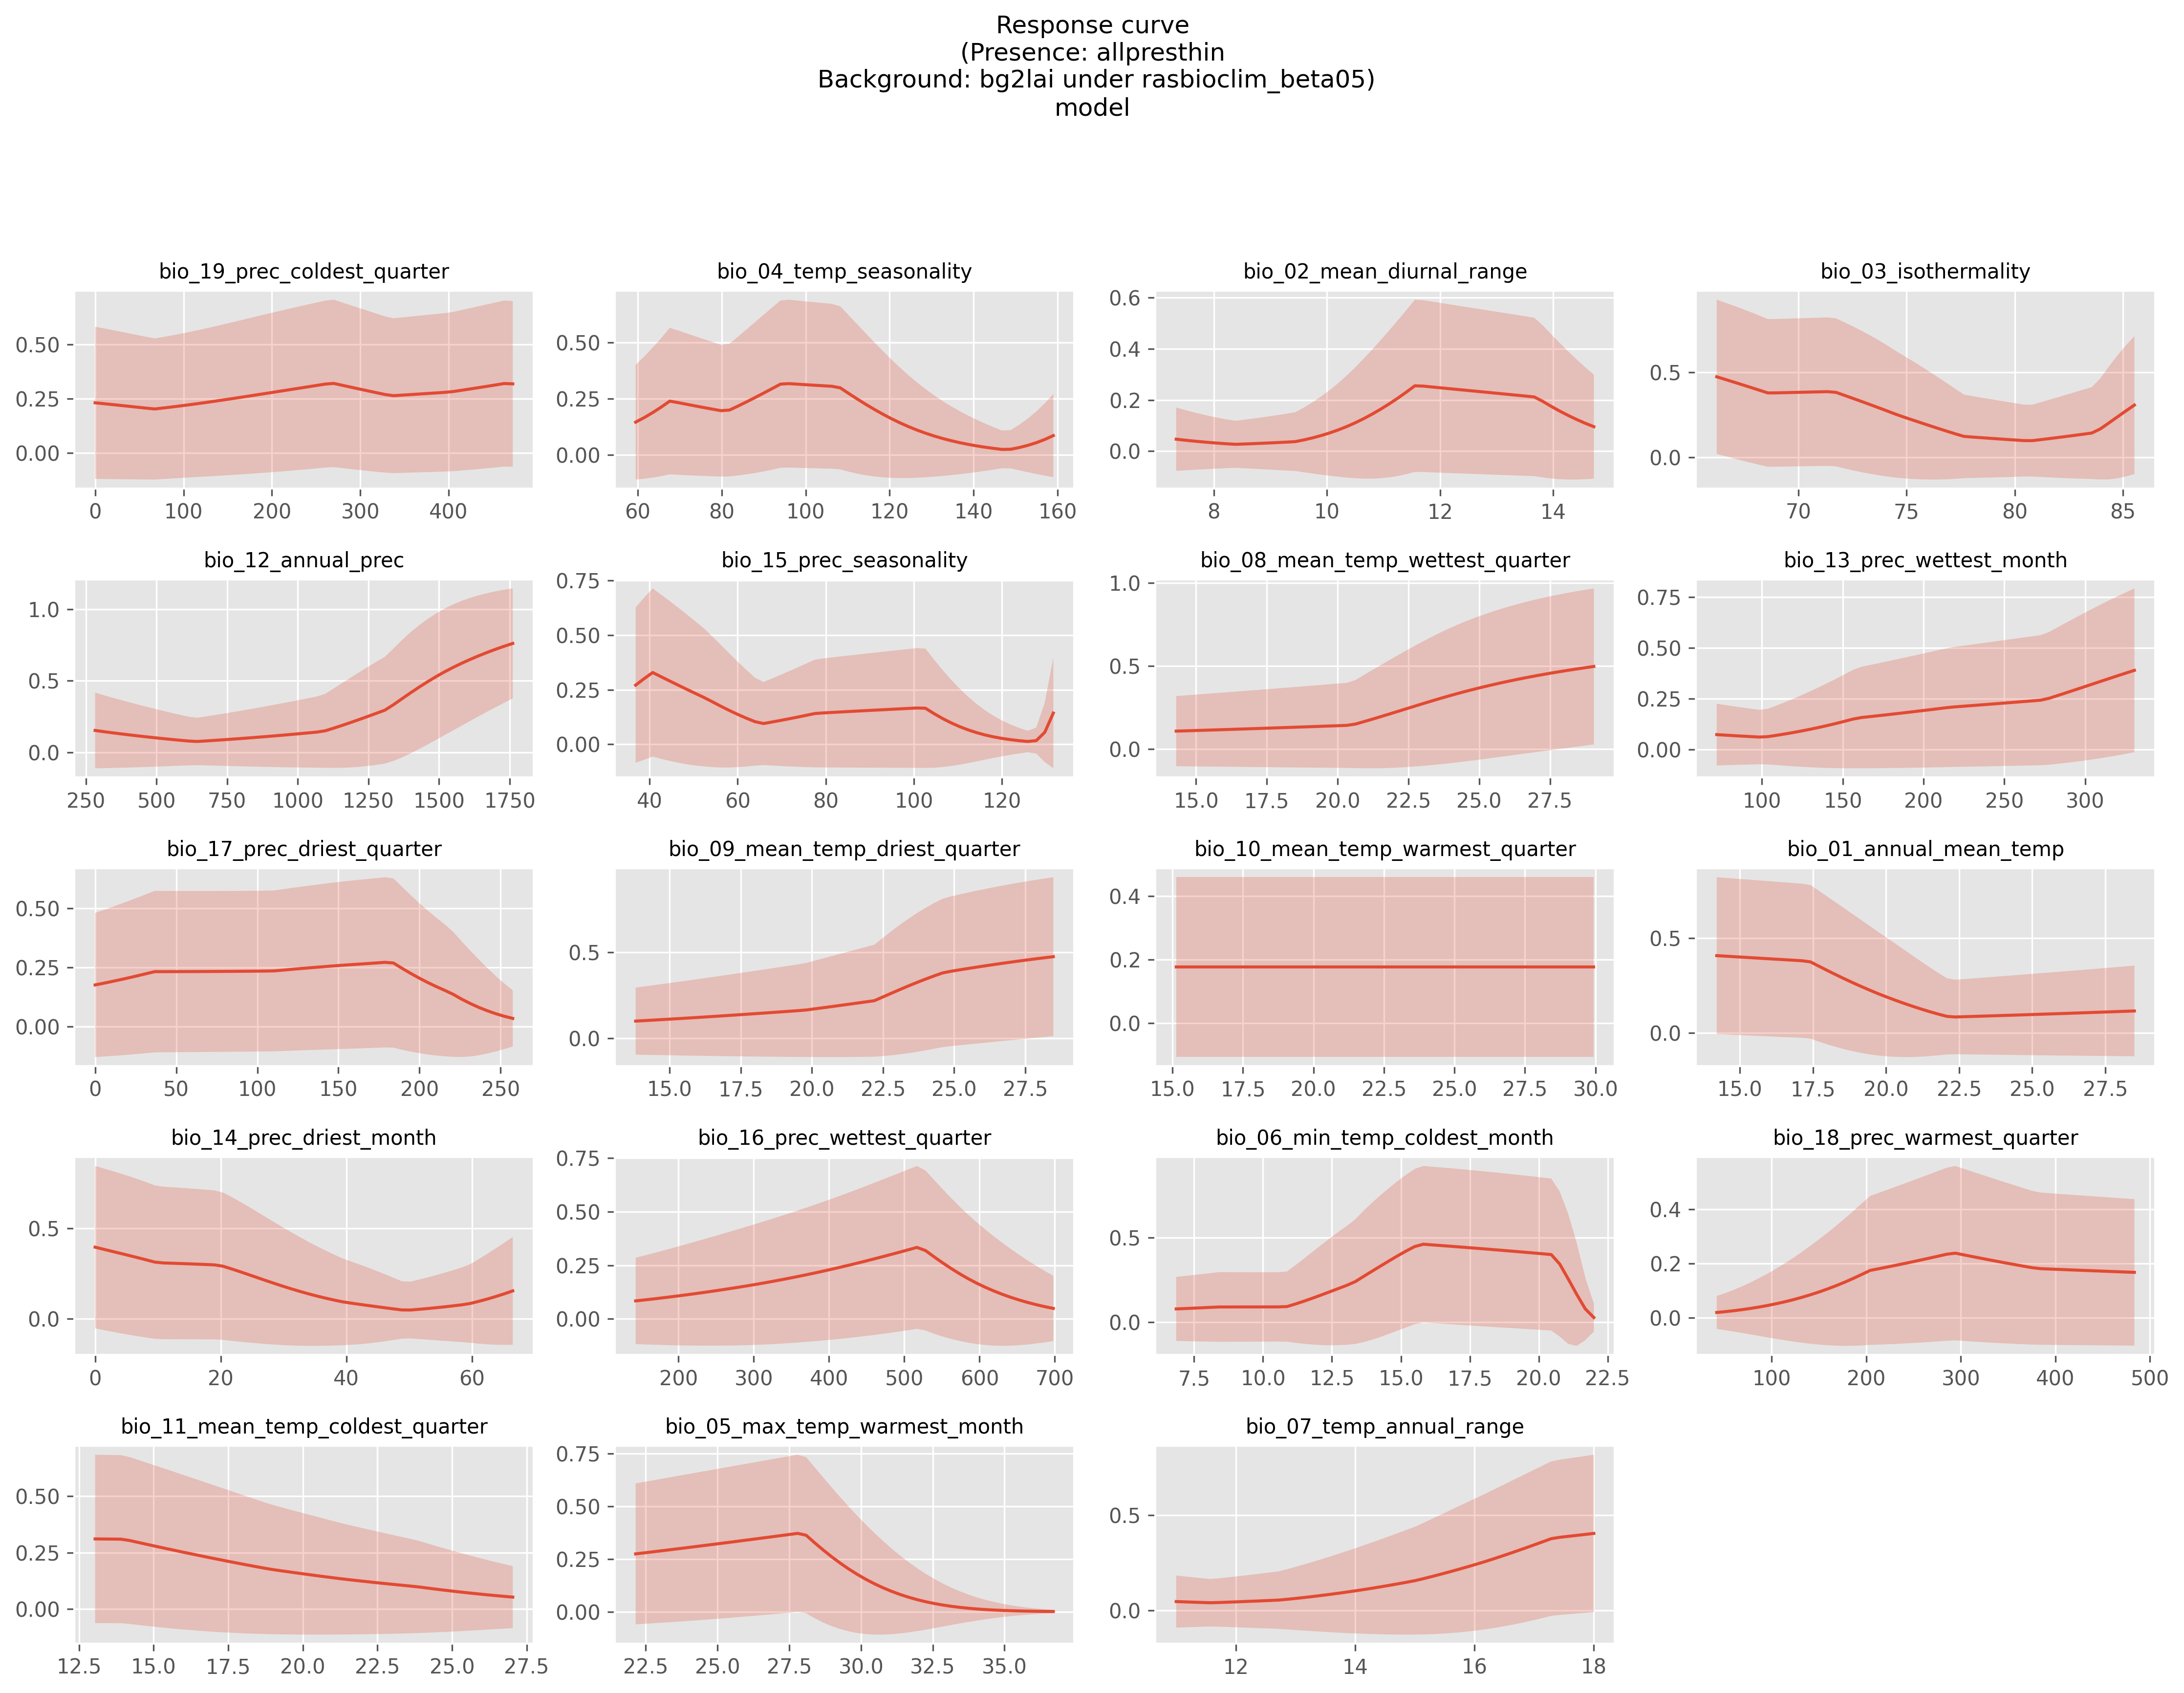 Response curve
(Presence: allpresthin
Background: bg2lai under rasbioclim_beta05)
model
bio_19_prec_coldest_quarter
0.50
0.25
0.00
0 100 200 300 400
bio_04_temp_seasonality
0.50
0.25
0.00
60 80 100 120 140 160
bio_02_mean_diurnal_range
0.6
0.4
0.2
0.0
8 10 12 14
bio_03_isothermality
0.5
0.0
70 75 80 85
bio_12_annual_prec
1.0
0.5
0.0
250 500 750 1000 1250 1500 1750
bio_15_prec_seasonality
0.75
0.50
0.25
0.00
40 60 80 100 120
bio_08_mean_temp_wettest_quarter
1.0
0.5
0.0
15.0 17.5 20.0 22.5 25.0 27.5
bio_13_prec_wettest_month
0.75
0.50
0.25
0.00
100 150 200 250 300
bio_17_prec_driest_quarter
0.50
0.25
0.00
0 50 100 150 200 250
bio_09_mean_temp_driest_quarter
0.5
0.0
15.0 17.5 20.0 22.5 25.0 27.5
bio_10_mean_temp_warmest_quarter
0.4
0.2
0.0
15.0 17.5 20.0 22.5 25.0 27.5 30.0
bio_01_annual_mean_temp
0.5
0.0
15.0 17.5 20.0 22.5 25.0 27.5
bio_14_prec_driest_month
0.5
0.0
0 20 40 60
bio_16_prec_wettest_quarter
0.75
0.50
0.25
0.00
200 300 400 500 600 700
bio_06_min_temp_coldest_month
0.5
0.0
7.5 10.0 12.5 15.0 17.5 20.0 22.5
bio_18_prec_warmest_quarter
0.4
0.2
0.0
100 200 300 400 500
bio_11_mean_temp_coldest_quarter
0.50
0.25
0.00
12.5 15.0 17.5 20.0 22.5 25.0 27.5
bio_05_max_temp_warmest_month
0.75
0.50
0.25
0.00
22.5 25.0 27.5 30.0 32.5 35.0
bio_07_temp_annual_range
0.5
0.0
12 14 16 18